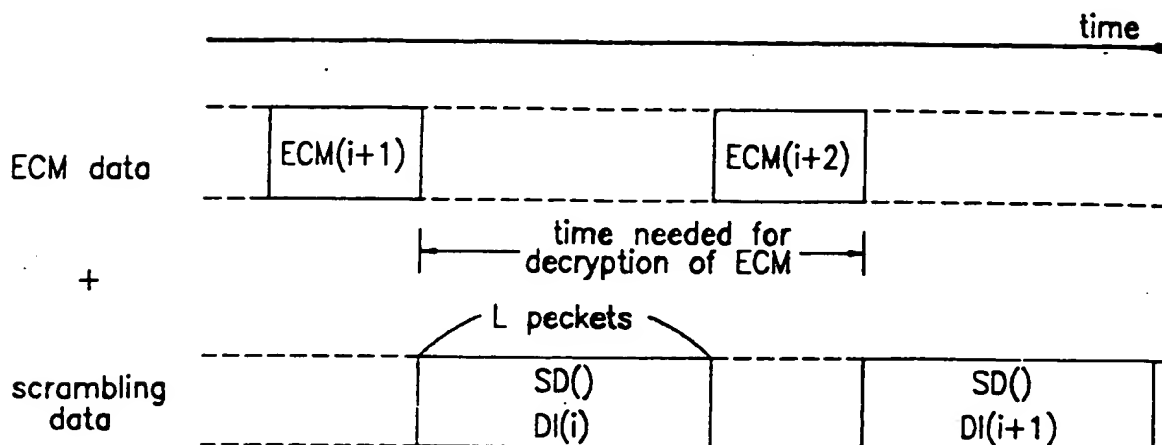 time
ECM data
ECM(i+1)
ECM(i+2)
time needed for
decryption of ECM
+
L peckets
scrambling
data
SD()
DI(i)
SD()
DI(i+1)